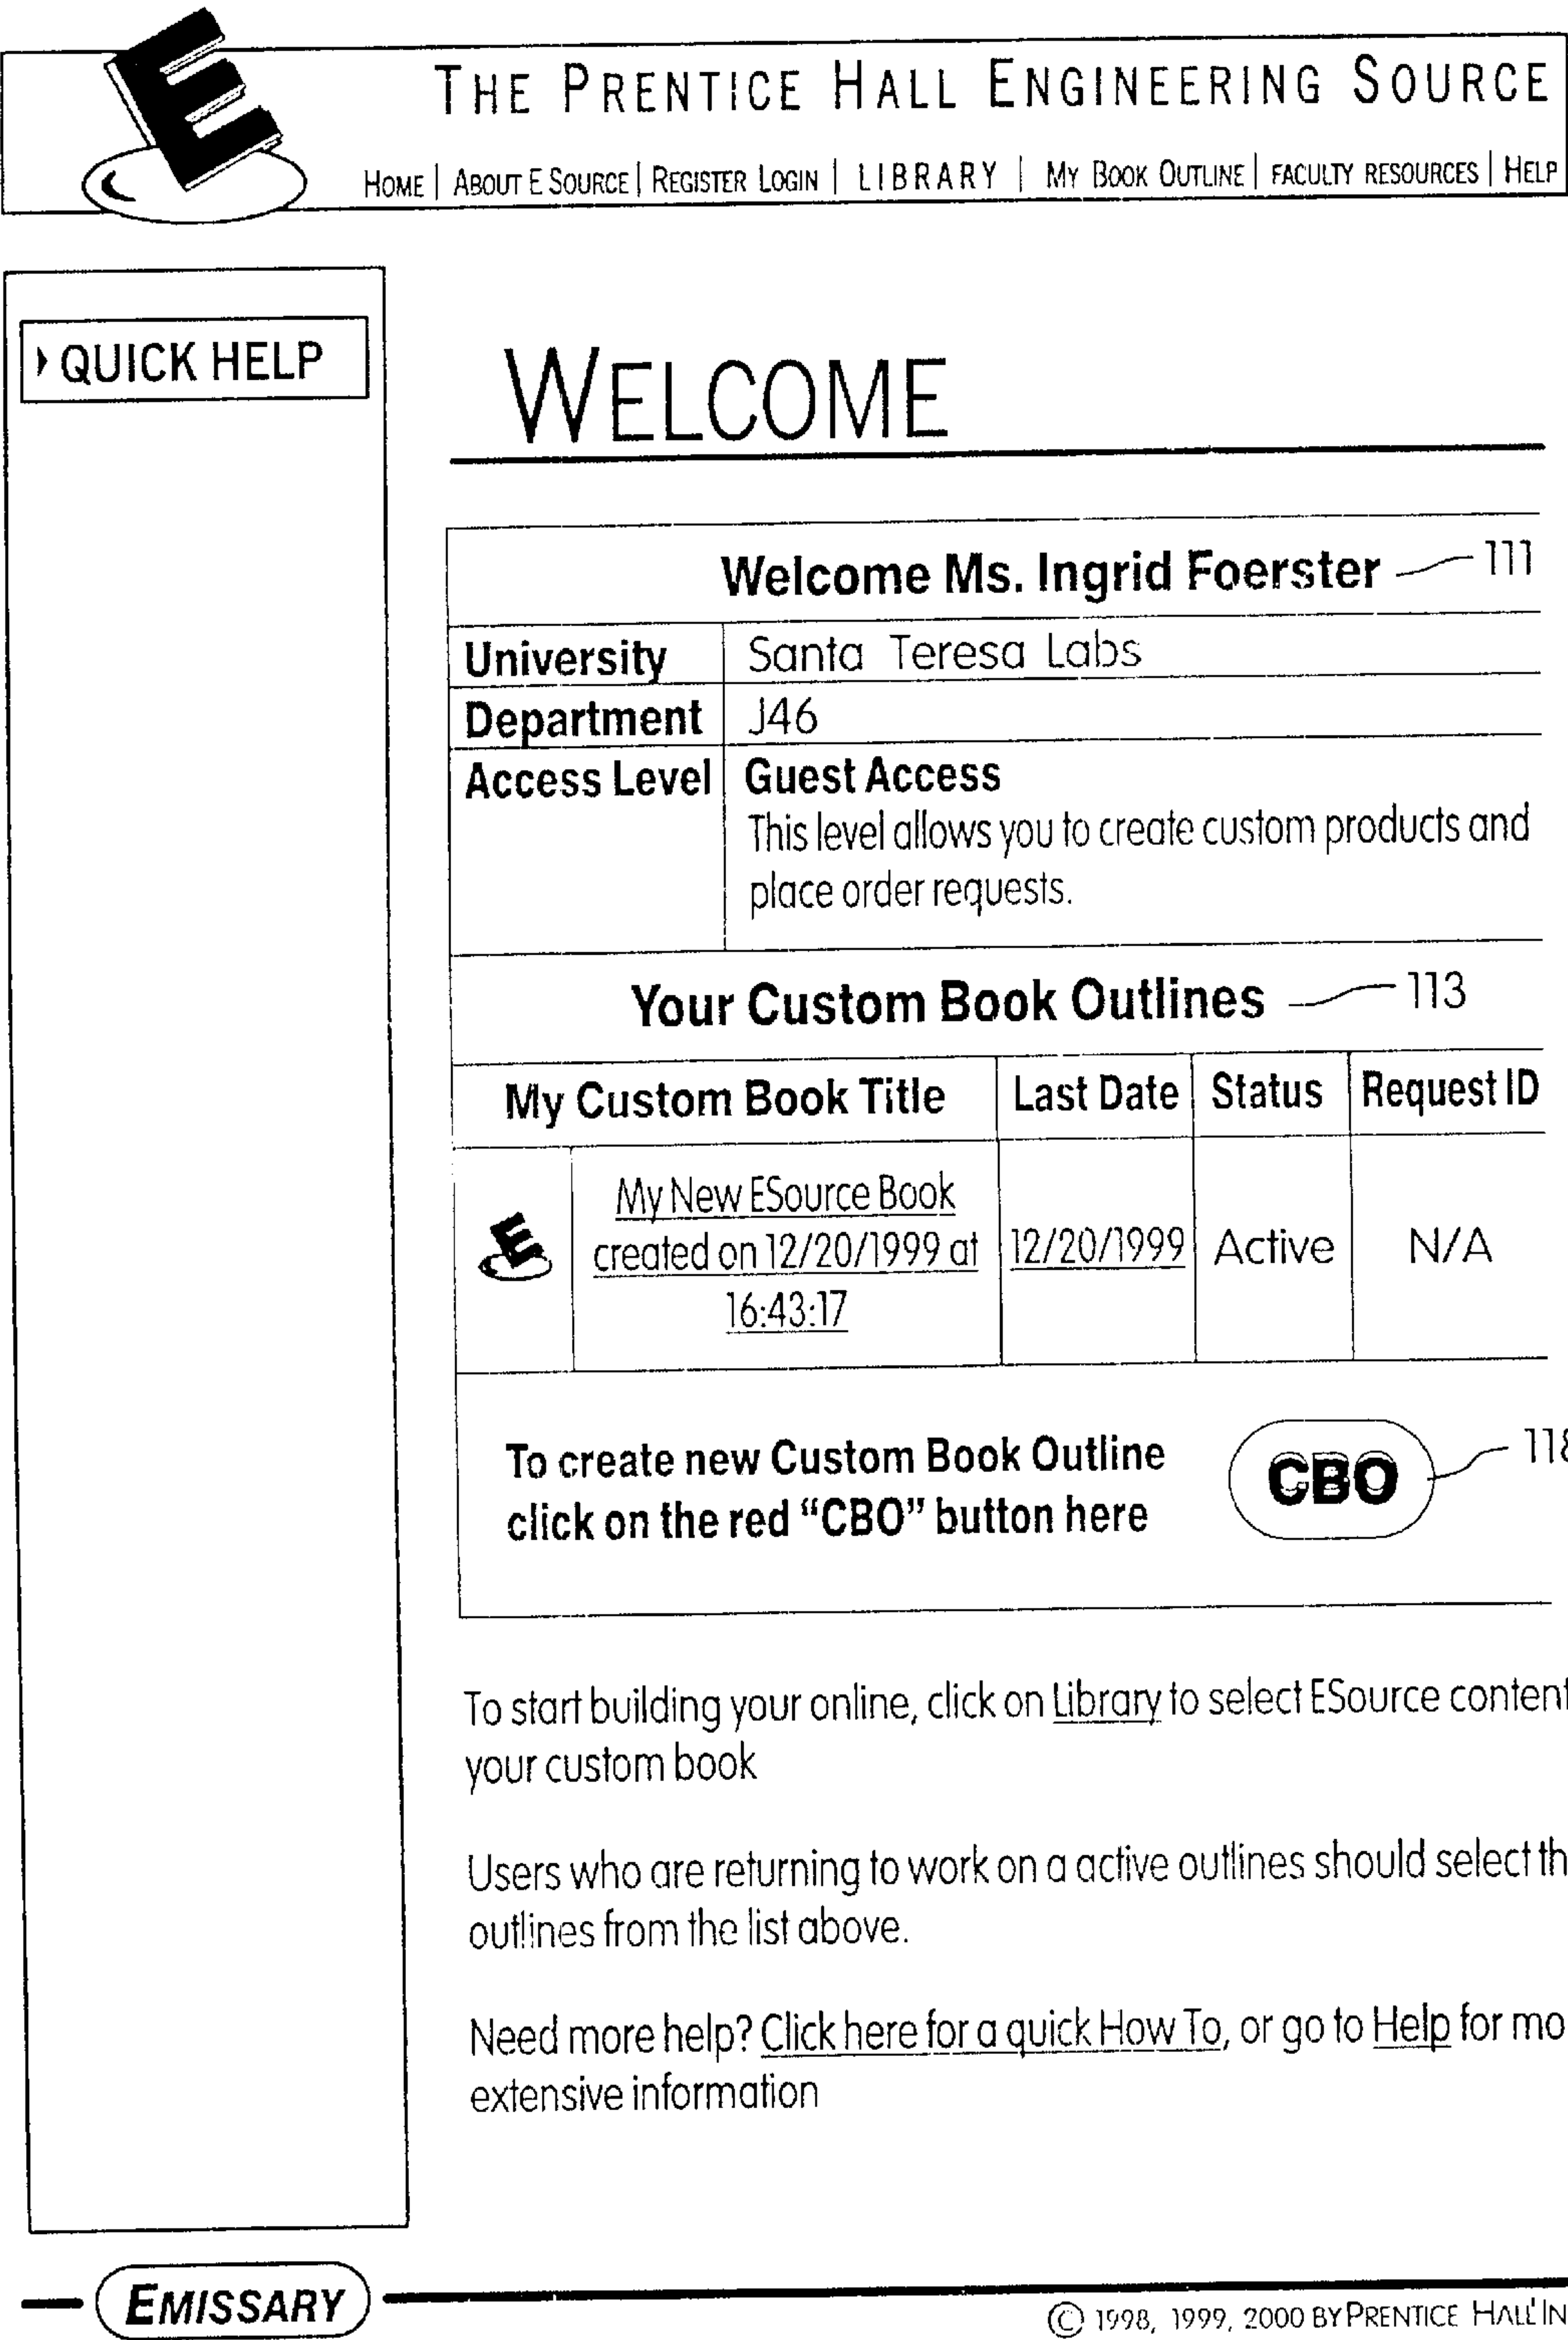 THE PRENTICE HALL ENGINEERING SOURCE
HOME | ABOUT E SOURCE | REGISTER LOGIN | LIBRARY | MY BOOK OUTLINE | FACULTY RESOURCES | HELP
QUICK HELP
WELCOME
Welcome Ms. Ingrid Foerster 111
University Santa Teresa Labs
Department J46
Access Level Guest Access
This level allows you to create custom products and
place order requests.
Your Custom Book Outlines 113
My Custom Book Title Last Date Status Request ID
My New ESource Book
created on 12/20/1999 at 12/20/1999 Active N/A
16:43:17
To create new Custom Book Outline
click on the red “CBO” button here CBO 118
To start building your online, click on Library to select ESource content
your custom book
Users who are returning to work on a active outlines should select th
outlines from the list above.
Need more help? Click here for a quick How To, or go to Help for mo
extensive information
EMISSARY
© 1998, 1999, 2000 BY PRENTICE HALL IN